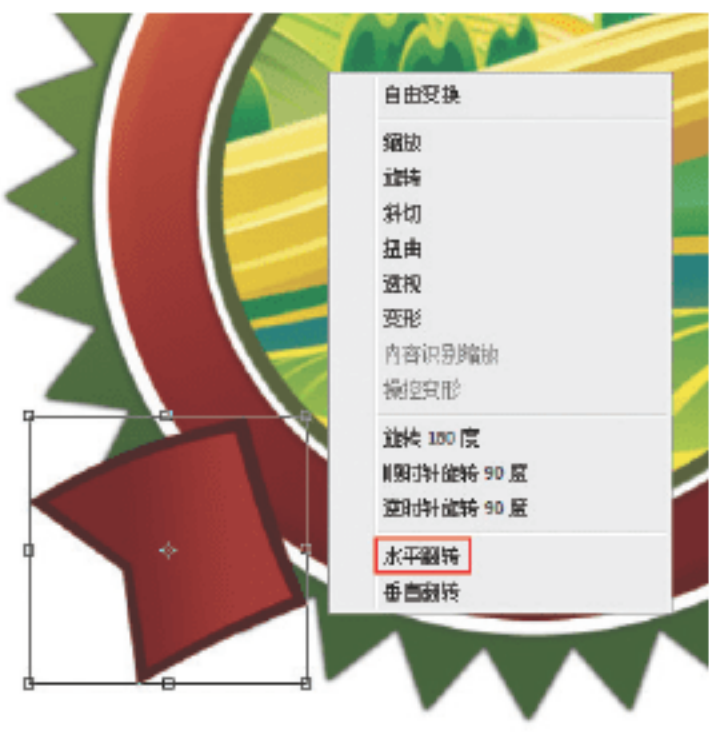 自由变换
缩放
旋转
斜切
扭曲
透视
变形
内容识别缩放
操控变形
旋转 180 度
顺时针旋转 90 度
逆时针旋转 90 度
水平翻转
垂直翻转